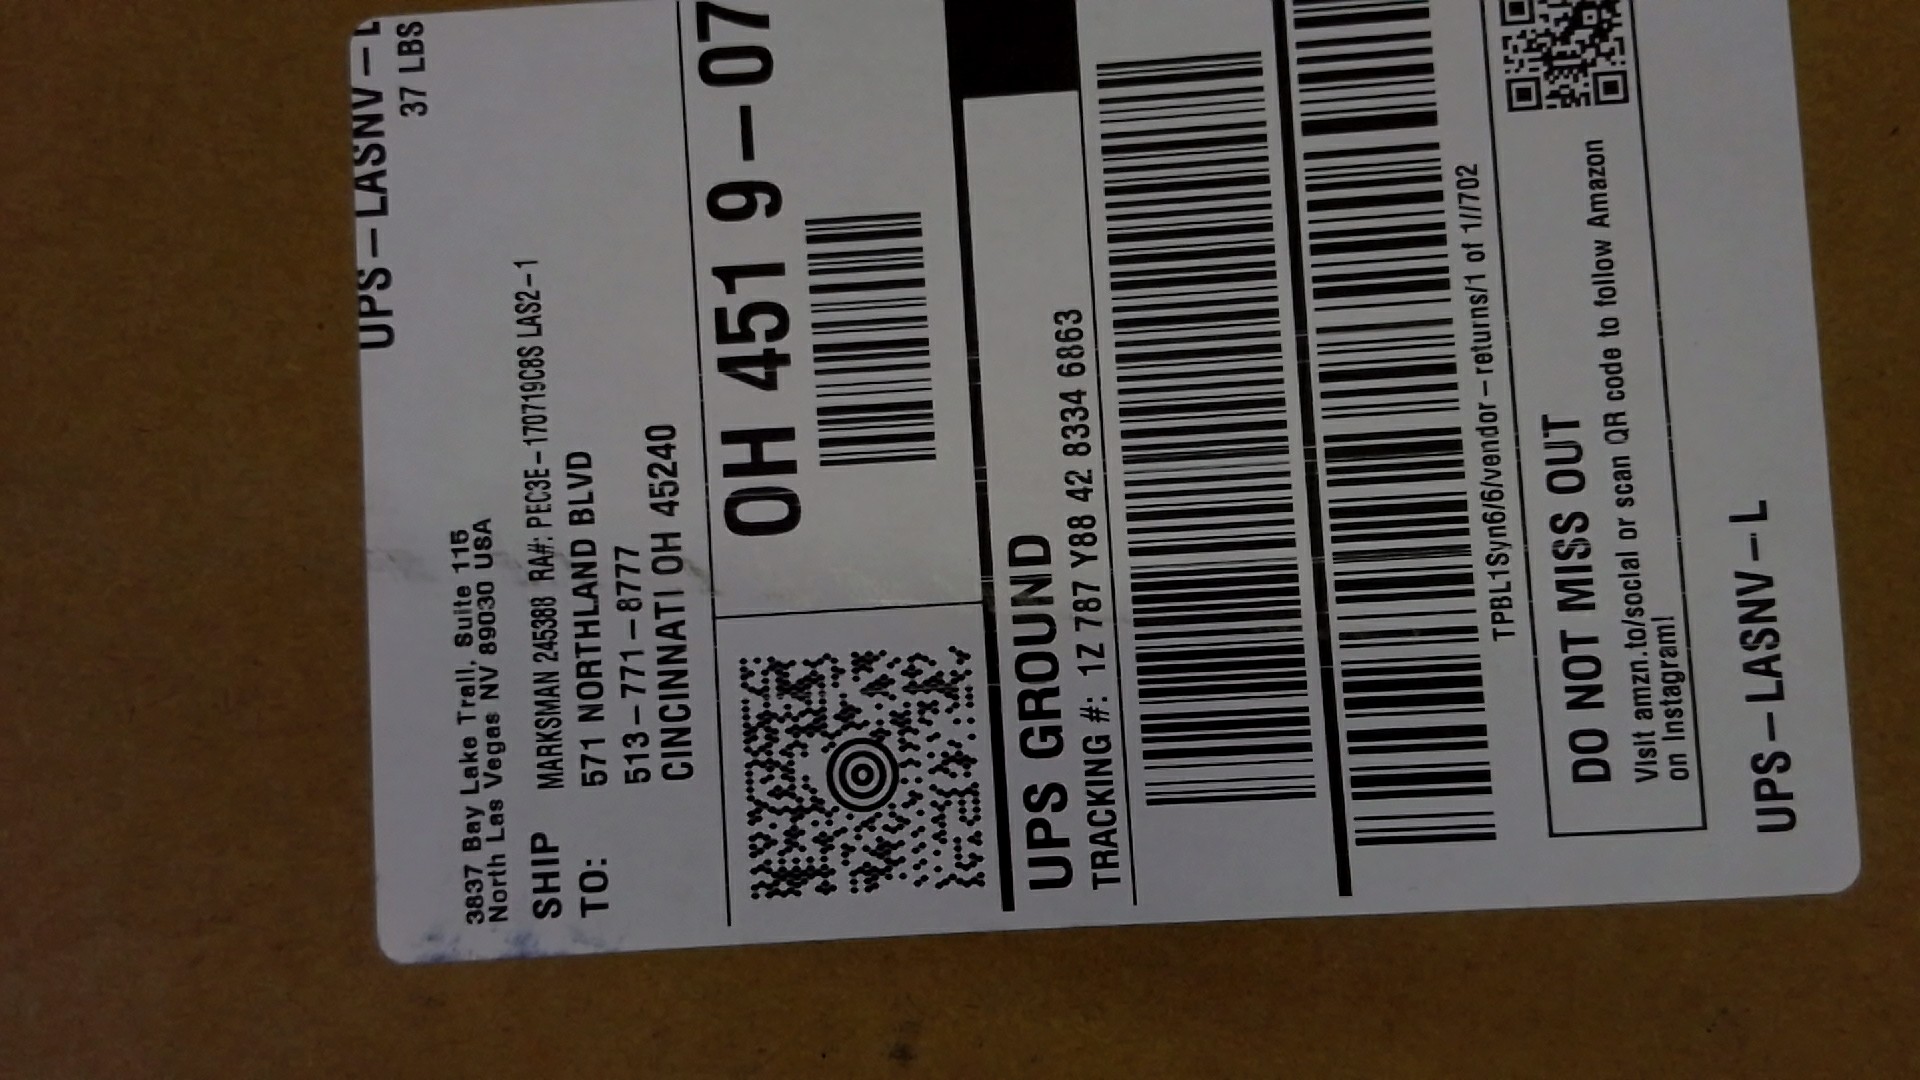 UPS-LASNV-L
37 LBS
3837 Bay Lake Trail, Suite 115
North Las Vegas NV 89030 USA
SHIP TO:
MARKSMAN 245388 RA#: PEC3E-170719C8S LAS2-1
571 NORTHLAND BLVD
513-771-8777
CINCINNATI OH 45240
OH 451 9-07
UPS GROUND
TRACKING #: 1Z 787 Y88 42 8334 6863
TPBL1Syn6/6/vendor-returns/1 of 1//702
DO NOT MISS OUT
Visit amzn.to/social or scan QR code to follow Amazon
on Instagram!
UPS-LASNV-L